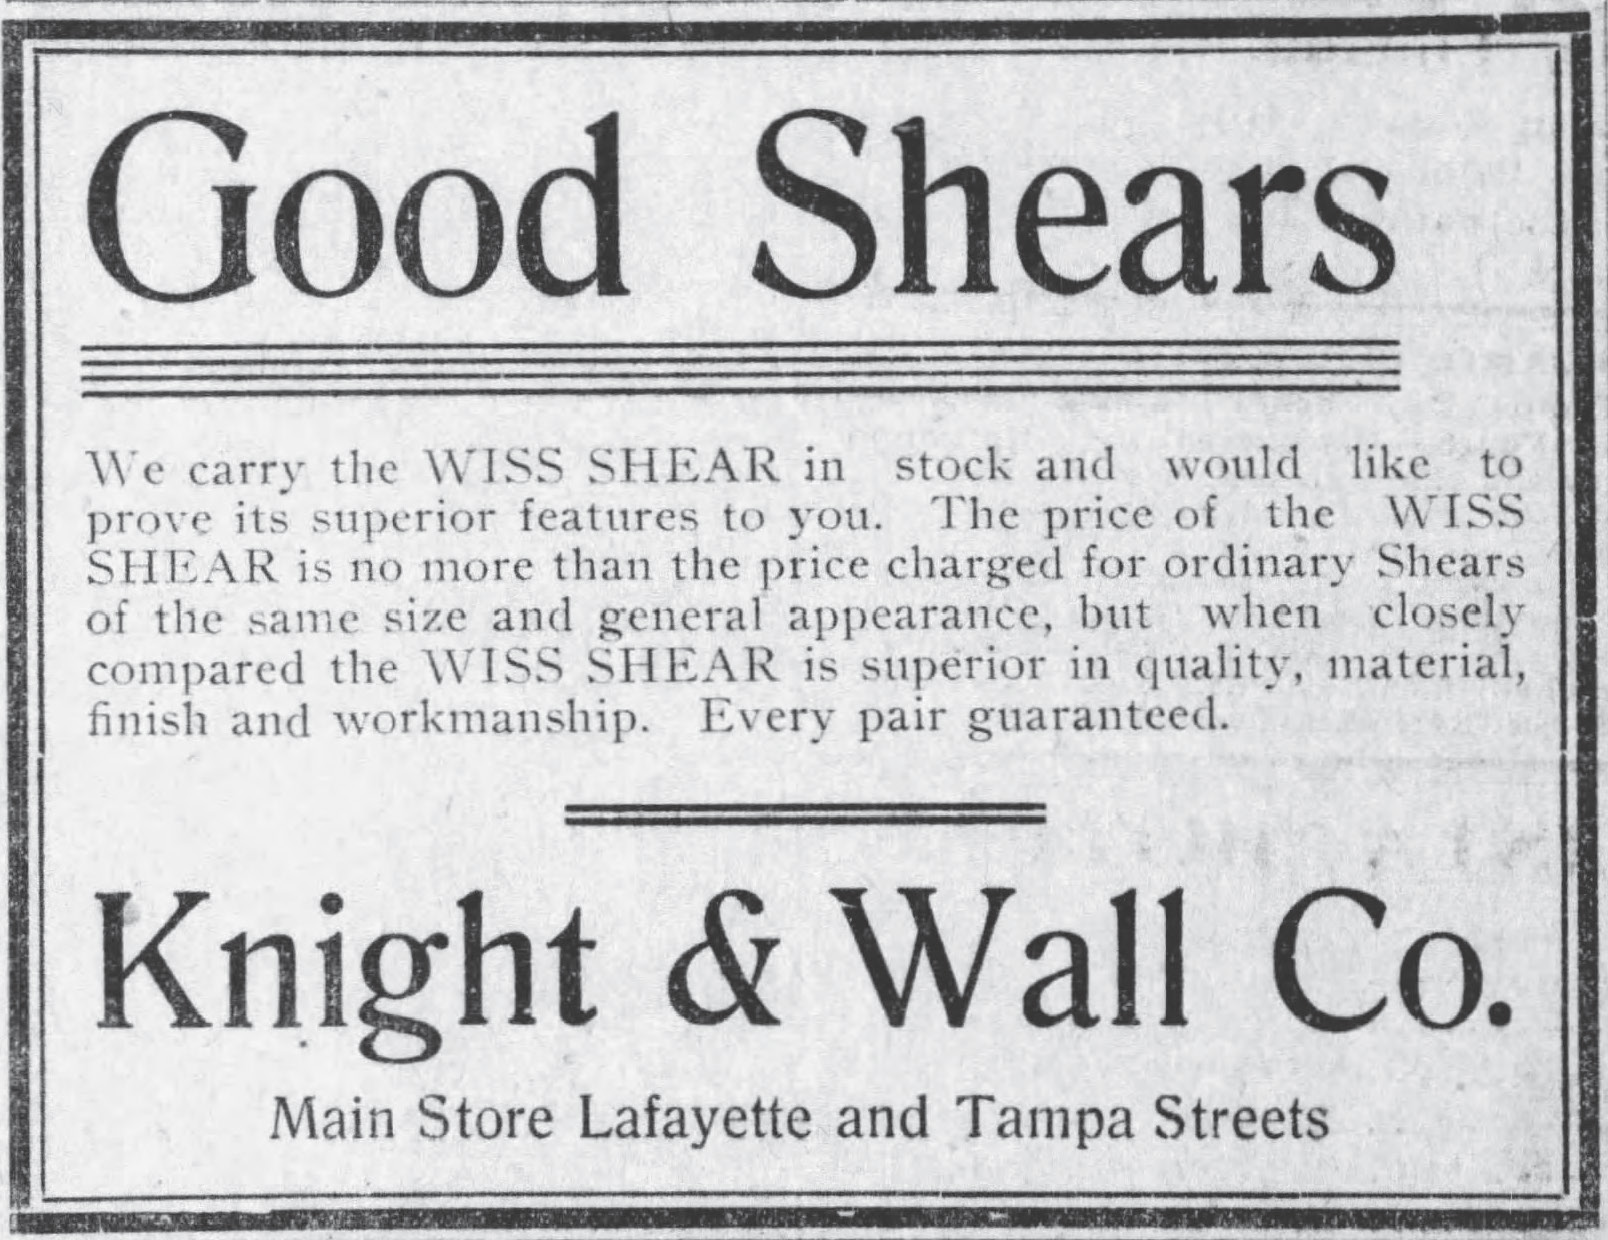 Good Shears
We carry the WISS SHEAR in stock and would like to
prove its superior features to you. The price of the WISS
SHEAR is no more than the price charged for ordinary Shears
of the same size and general appearance, but when closely
compared the WISS SHEAR is superior in quality, material,
finish and workmanship. Every pair guaranteed.
Knight & Wall Co.
Main Store Lafayette and Tampa Streets